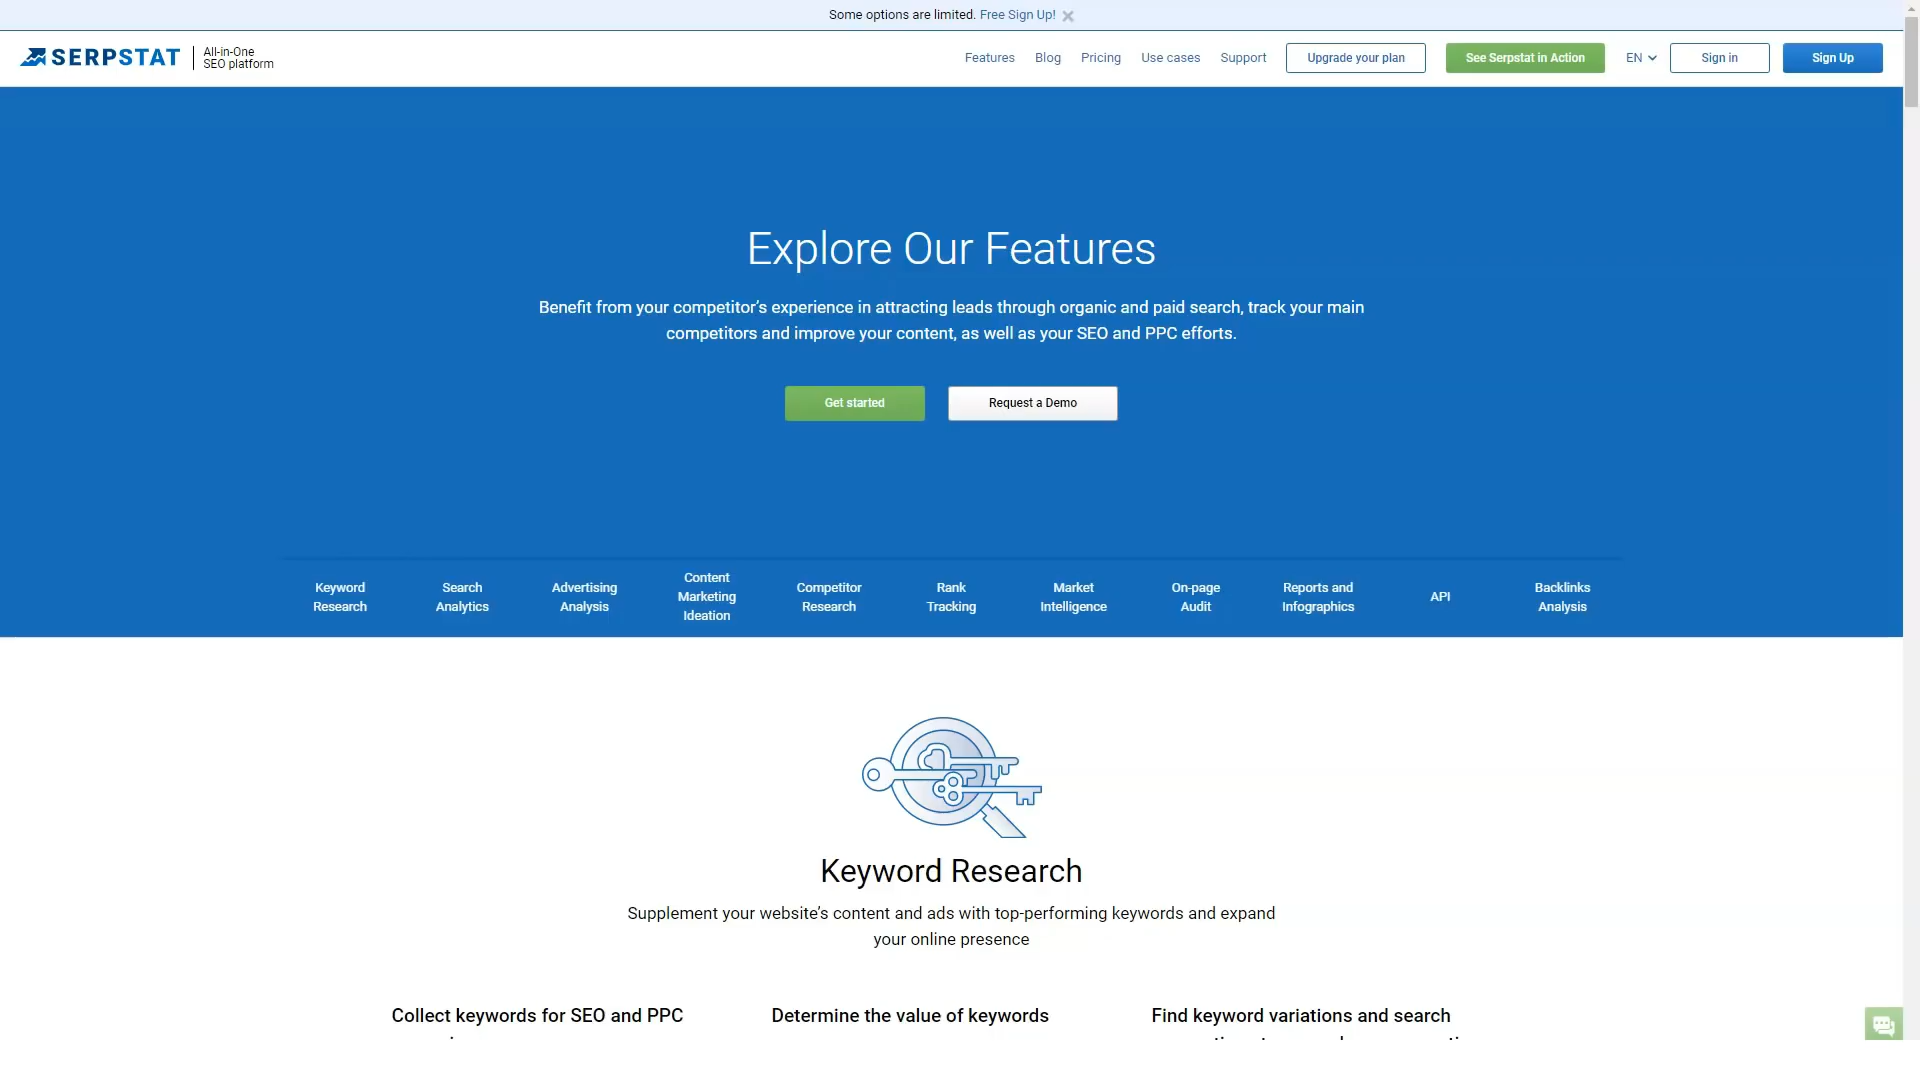 Some options are limited. Free Sign Up!
SERPSTAT
All-in-One
SEO platform
Features
Blog
Pricing
Use cases
Support
Upgrade your plan
See Serpstat in Action
EN
Sign in
Sign Up
Explore Our Features
Benefit from your competitor’s experience in attracting leads through organic and paid search, track your main
competitors and improve your content, as well as your SEO and PPC efforts.
Get started
Request a Demo
Keyword
Research
Search
Analytics
Advertising
Analysis
Content
Marketing
Ideation
Competitor
Research
Rank
Tracking
Market
Intelligence
On-page
Audit
Reports and
Infographics
API
Backlinks
Analysis
Keyword Research
Supplement your website’s content and ads with top-performing keywords and expand
your online presence
Collect keywords for SEO and PPC
Determine the value of keywords
Find keyword variations and search